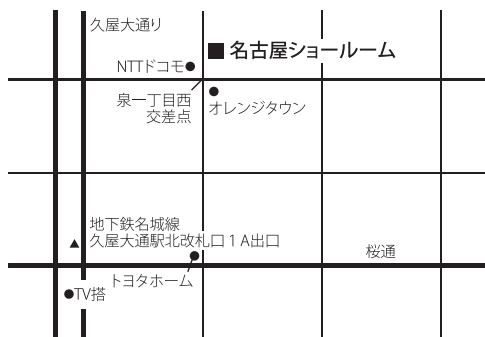 久屋大通り
■名古屋ショールーム
NTTドコモ●
泉一丁目西
交差点
●オレンジタウン
地下鉄名城線
▲久屋大通駅北改札口1A出口
桜通
トヨタホーム
●TV搭